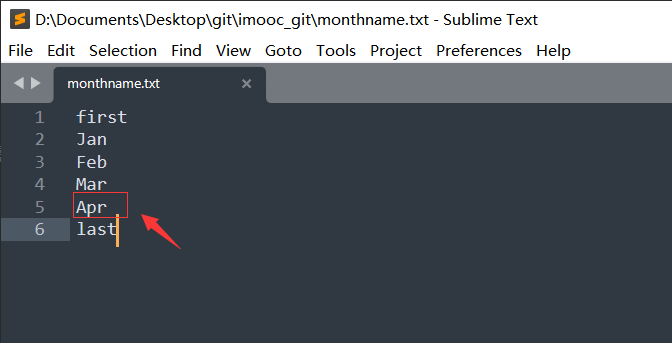 D:\Documents\Desktop\git\imooc_git\monthname.txt - Sublime Text
File Edit Selection Find View Goto Tools Project Preferences Help
monthname.txt
1 first
2 Jan
3 Feb
4 Mar
5 Apr
6 last